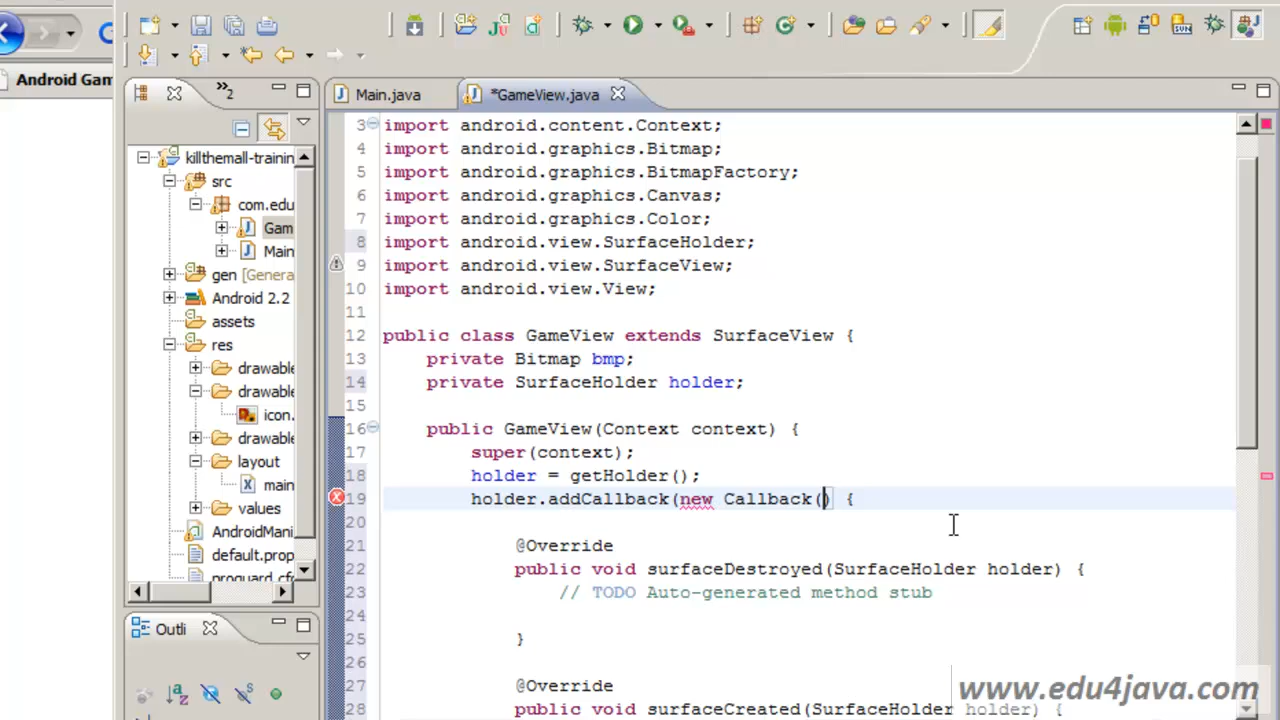 Android Gam
»2
killthemall-trainin
src
com.edu
Gam
Main
gen [Genera
Android 2.2
assets
res
drawable
drawable
icon.
drawable
layout
main
values
AndroidMani
default.prop
proguard.cfg
Outli
Main.java
*GameView.java
3 import android.content.Context;
4 import android.graphics.Bitmap;
5 import android.graphics.BitmapFactory;
6 import android.graphics.Canvas;
7 import android.graphics.Color;
8 import android.view.SurfaceHolder;
9 import android.view.SurfaceView;
10 import android.view.View;
11
12 public class GameView extends SurfaceView {
13 private Bitmap bmp;
14 private SurfaceHolder holder;
15
16 public GameView(Context context) {
17 super(context);
18 holder = getHolder();
19 holder.addCallback(new Callback() {
20
21 @Override
22 public void surfaceDestroyed(SurfaceHolder holder) {
23 // TODO Auto-generated method stub
24
25 }
26
27 @Override
28 public void surfaceCreated(SurfaceHolder holder) {
www.edu4java.com